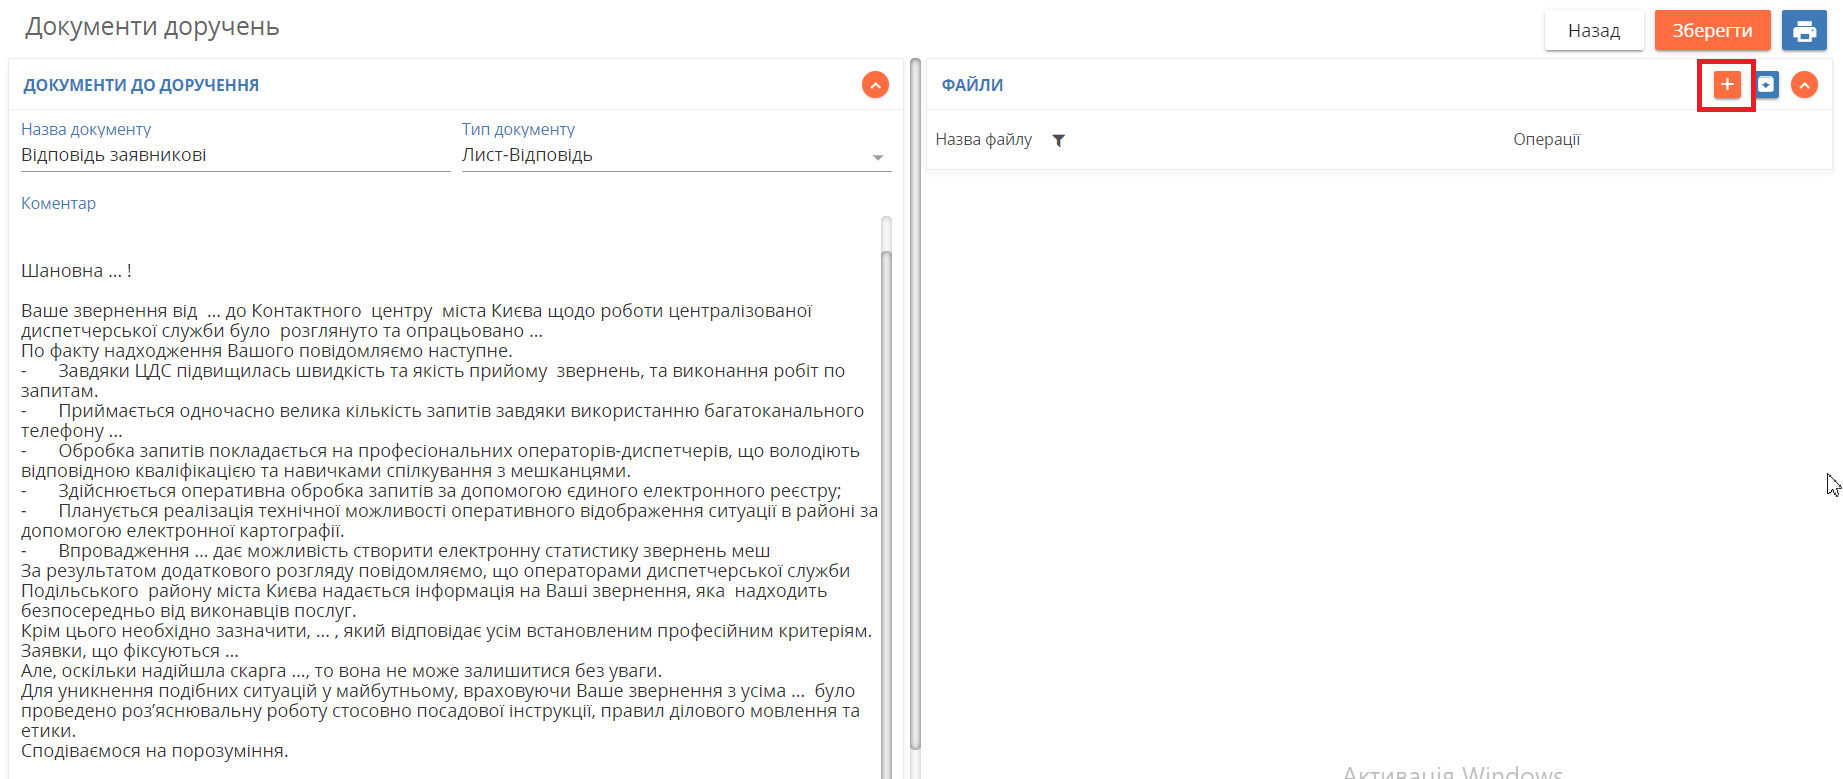 Документи доручень
Назад
Зберегти
ДОКУМЕНТИ ДО ДОРУЧЕННЯ
Назва документу
Тип документу
Відповідь заявникові
Лист-Відповідь
Коментар
Шановна ... !
Ваше звернення від  ... до Контактного  центру  міста Києва щодо роботи централізованої
диспетчерської служби було  розглянуто та опрацьовано ...
По факту надходження Вашого повідомляємо наступне.
-      Завдяки ЦДС підвищилась швидкість та якість прийому  звернень, та виконання робіт по
запитам.
-      Приймається одночасно велика кількість запитів завдяки використанню багатоканального
телефону ...
-      Обробка запитів покладається на професіональних операторів-диспетчерів, що володіють
відповідною кваліфікацією та навичками спілкування з мешканцями.
-      Здійснюється оперативна обробка запитів за допомогою єдиного електронного реєстру;
-      Планується реалізація технічної можливості оперативного відображення ситуації в районі за
допомогою електронної картографії.
-      Впровадження ... дає можливість створити електронну статистику звернень меш
За результатом додаткового розгляду повідомляємо, що операторами диспетчерської служби
Подільського  району міста Києва надається інформація на Ваші звернення, яка  надходить
безпосередньо від виконавців послуг.
Крім цього необхідно зазначити, ... , який відповідає усім встановленим професійним критеріям.
Заявки, що фіксуються ...
Але, оскільки надійшла скарга ..., то вона не може залишитися без уваги.
Для уникнення подібних ситуацій у майбутньому, враховуючи Ваше звернення з усіма ...  було
проведено роз’яснювальну роботу стосовно посадової інструкції, правил ділового мовлення та
етики.
Сподіваємося на порозуміння.
ФАЙЛИ
Назва файлу
Операції
Активація Windows